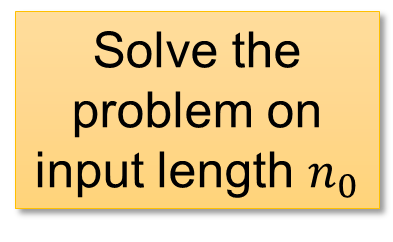 Solve the
problem on
input length 𝑛₀